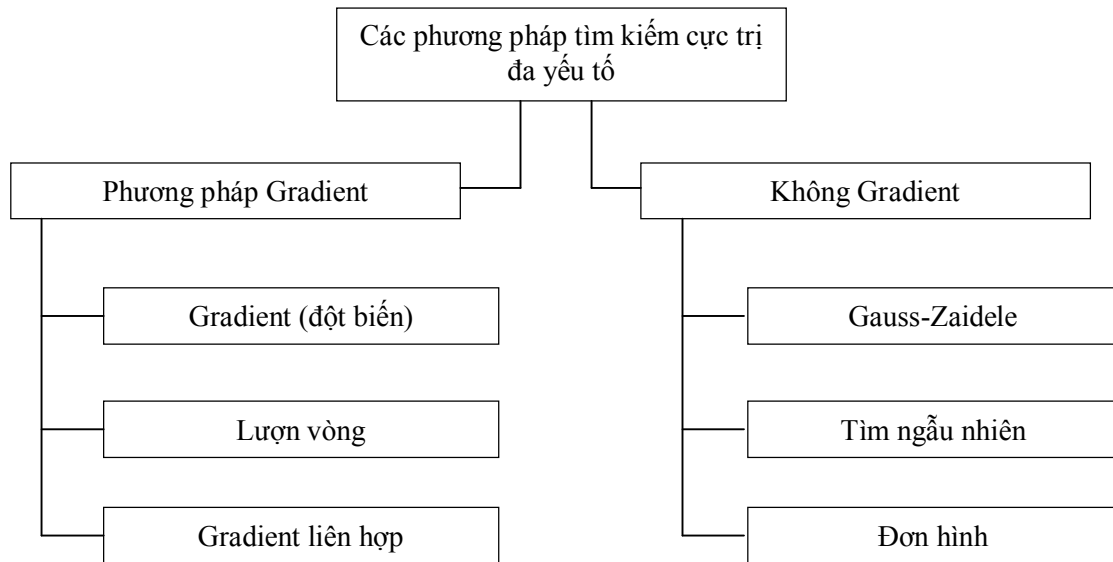 Các phương pháp tìm kiếm cực trị
đa yếu tố
Phương pháp Gradient
Không Gradient
Gradient (đột biến)
Gauss-Zaidele
Lượn vòng
Tìm ngẫu nhiên
Gradient liên hợp
Đơn hình